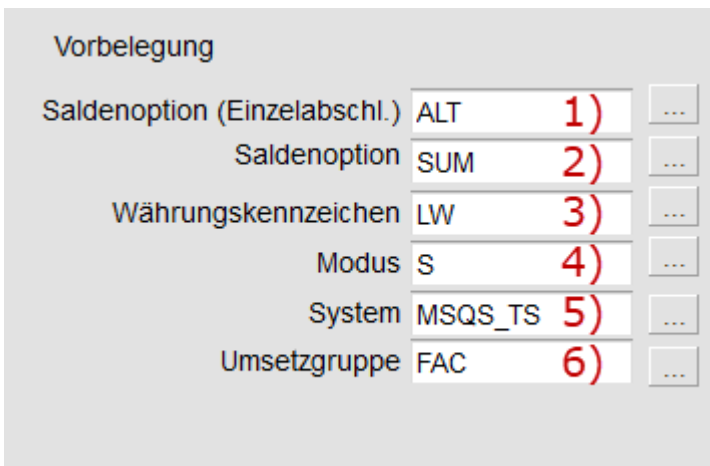 Vorbelegung
Saldenoption (Einzelabschl.) ALT 1) ...
Saldenoption SUM 2) ...
Währungskennzeichen LW 3) ...
Modus S 4) ...
System MSQS_TS 5) ...
Umsetzgruppe FAC 6) ...